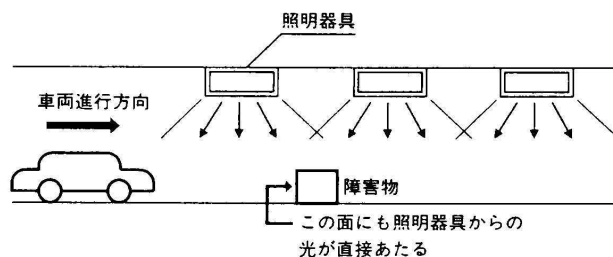 照明器具
車両進行方向
障害物
この面にも照明器具からの
光が直接あたる